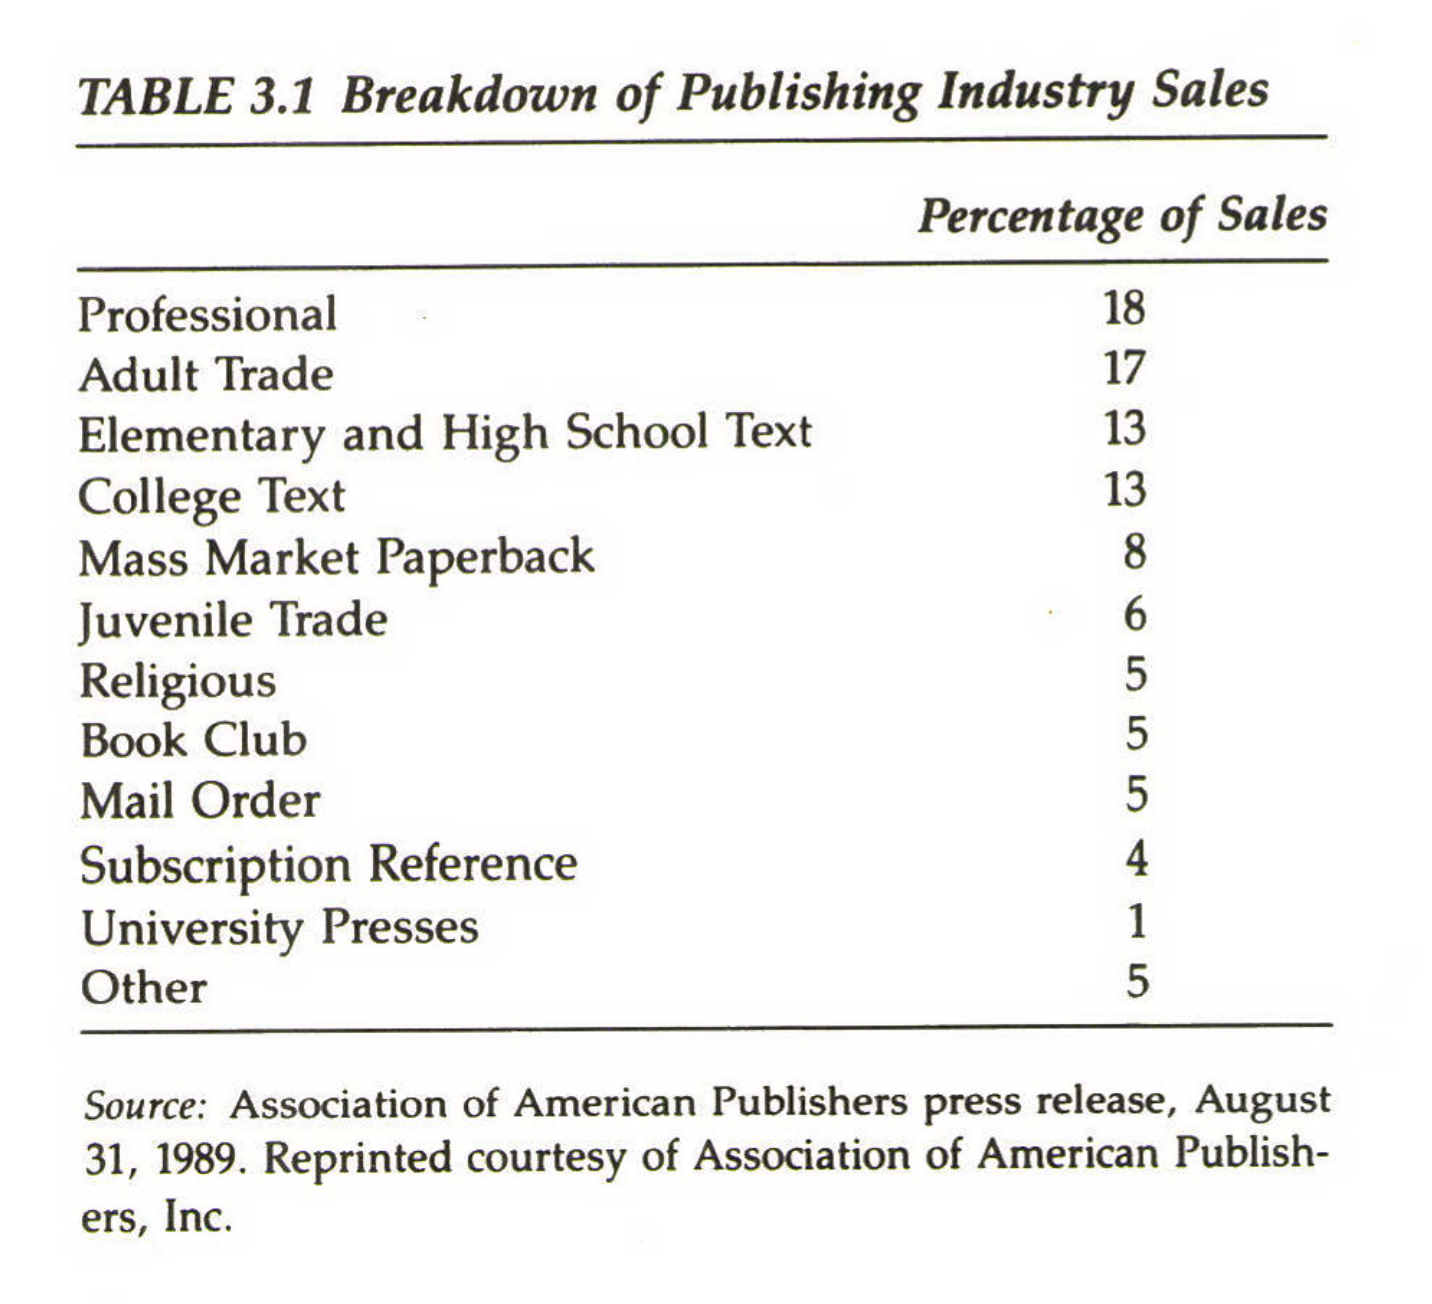 TABLE 3.1 Breakdown of Publishing Industry Sales
Percentage of Sales
Professional 18
Adult Trade 17
Elementary and High School Text 13
College Text 13
Mass Market Paperback 8
Juvenile Trade 6
Religious 5
Book Club 5
Mail Order 5
Subscription Reference 4
University Presses 1
Other 5
Source: Association of American Publishers press release, August
31, 1989. Reprinted courtesy of Association of American Publish-
ers, Inc.